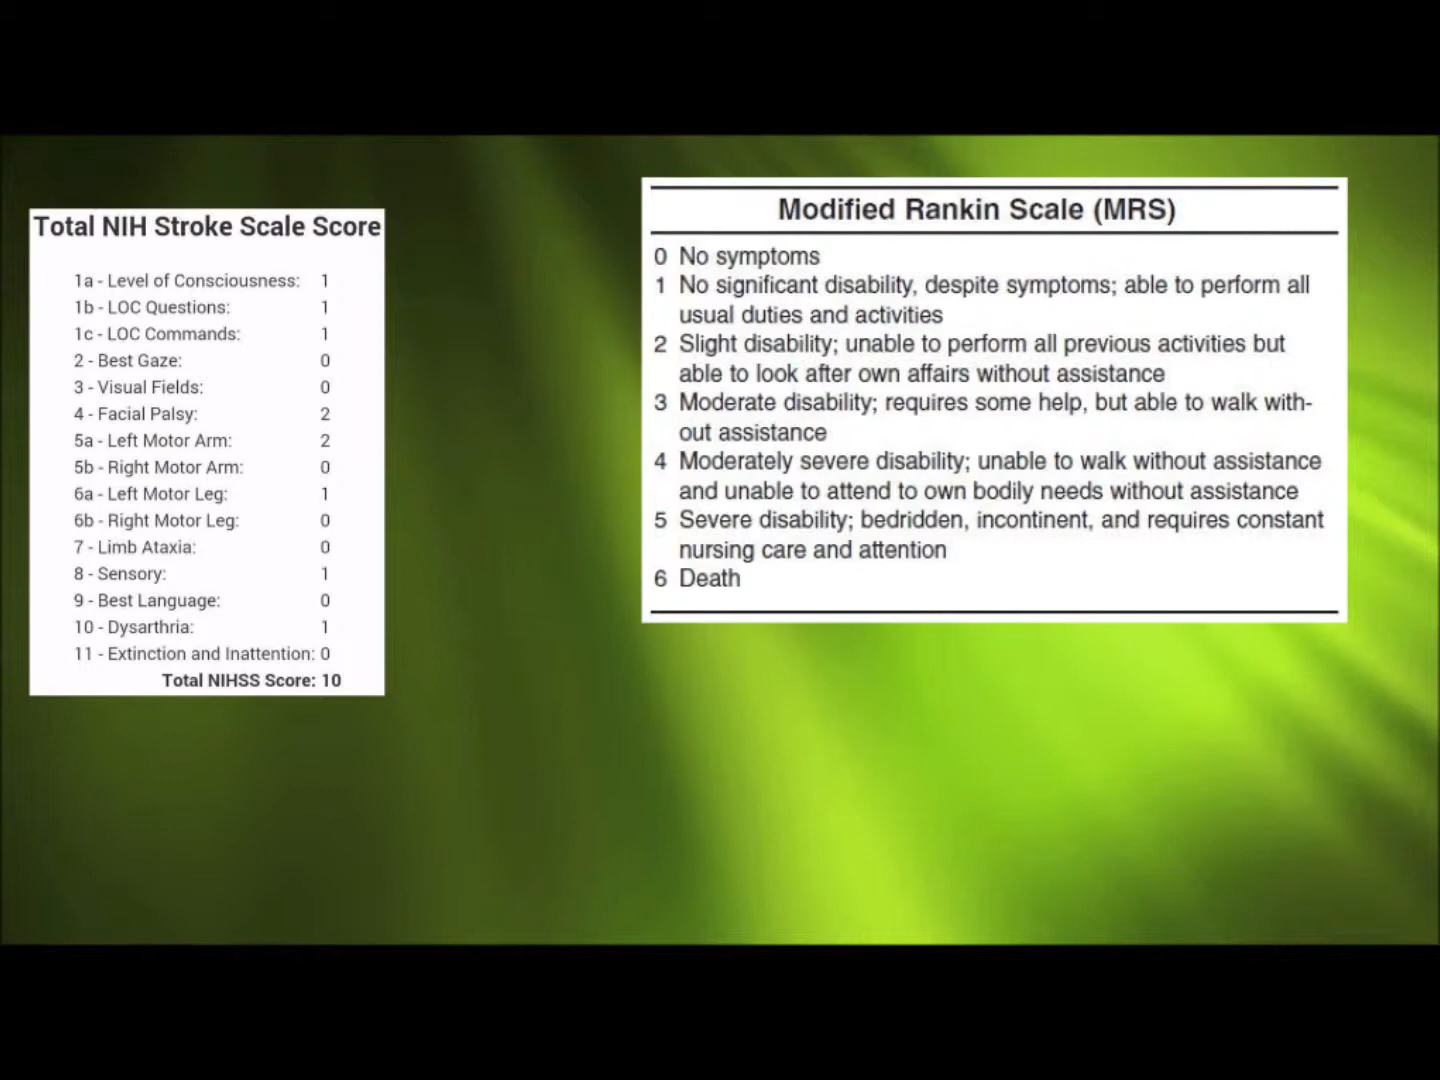 Total NIH Stroke Scale Score
1a - Level of Consciousness: 1
1b - LOC Questions: 1
1c - LOC Commands: 1
2 - Best Gaze: 0
3 - Visual Fields: 0
4 - Facial Palsy: 2
5a - Left Motor Arm: 2
5b - Right Motor Arm: 0
6a - Left Motor Leg: 1
6b - Right Motor Leg: 0
7 - Limb Ataxia: 0
8 - Sensory: 1
9 - Best Language: 0
10 - Dysarthria: 1
11 - Extinction and Inattention: 0
Total NIHSS Score: 10
Modified Rankin Scale (MRS)
0 No symptoms
1 No significant disability, despite symptoms; able to perform all
usual duties and activities
2 Slight disability; unable to perform all previous activities but
able to look after own affairs without assistance
3 Moderate disability; requires some help, but able to walk with-
out assistance
4 Moderately severe disability; unable to walk without assistance
and unable to attend to own bodily needs without assistance
5 Severe disability; bedridden, incontinent, and requires constant
nursing care and attention
6 Death